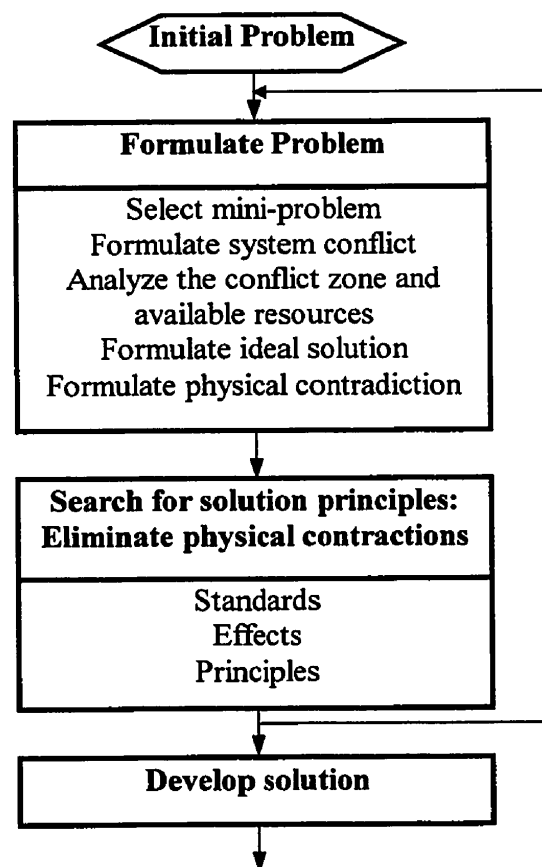 Initial Problem
Formulate Problem
Select mini-problem
Formulate system conflict
Analyze the conflict zone and
available resources
Formulate ideal solution
Formulate physical contradiction
Search for solution principles:
Eliminate physical contractions
Standards
Effects
Principles
Develop solution